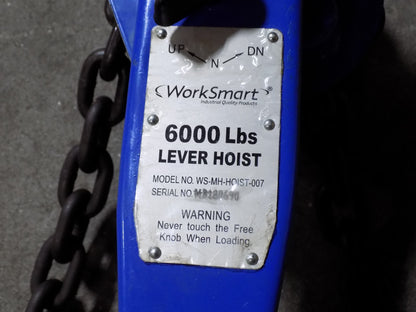 UP DN
N
WorkSmart®
Industrial Quality Products
6000 Lbs
LEVER HOIST
MODEL NO. WS-MH-HOIST-007
SERIAL NO.
WARNING
Never touch the Free
Knob When Loading.